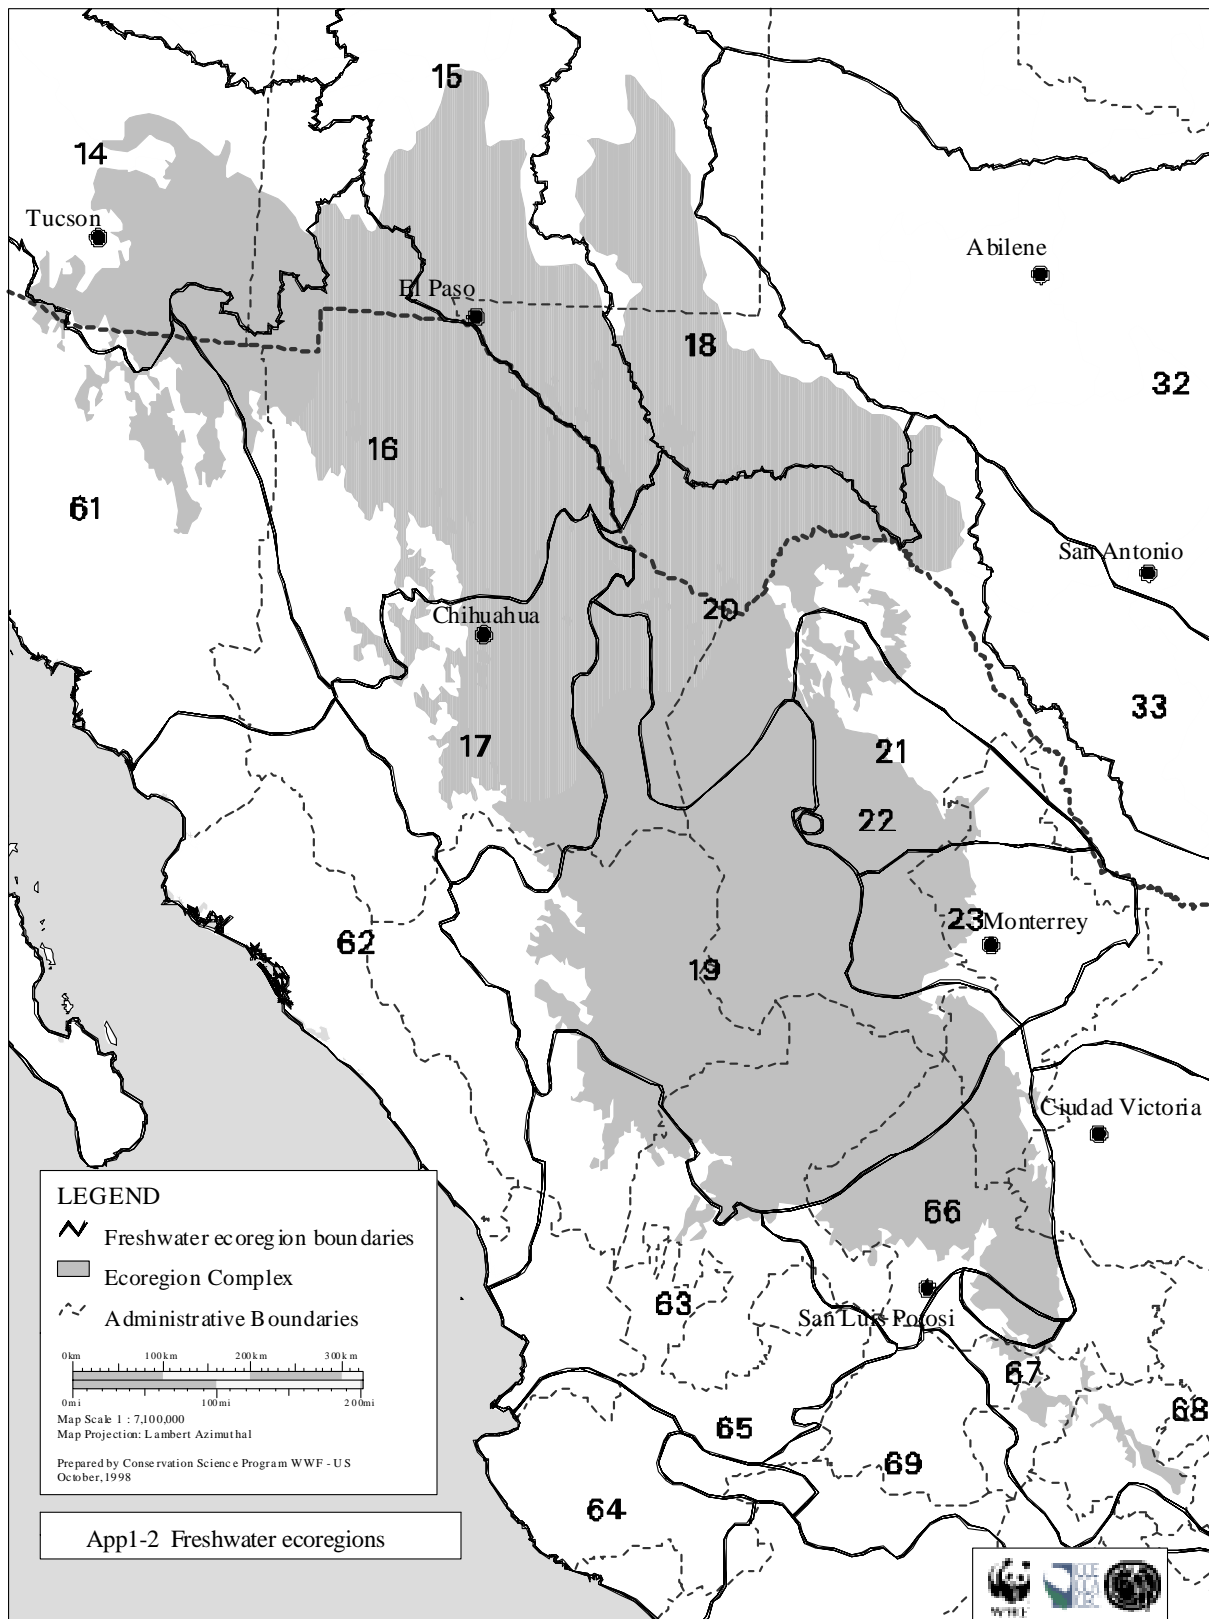 15
14
Tucson
Abilene
El Paso
18
32
16
61
San Antonio
20
Chihuahua
33
17
21
22
23
Monterrey
62
19
Ciudad Victoria
66
San Luis Potosi
63
67
68
65
69
64
LEGEND
Freshwater ecoregion boundaries
Ecoregion Complex
Administrative Boundaries
0km 100km 200km 300km
0mi 100mi 200mi
Map Scale 1 : 7,100,000
Map Projection: Lambert Azimuthal
Prepared by Conservation Science Program WWF - US
October, 1998
App1-2 Freshwater ecoregions